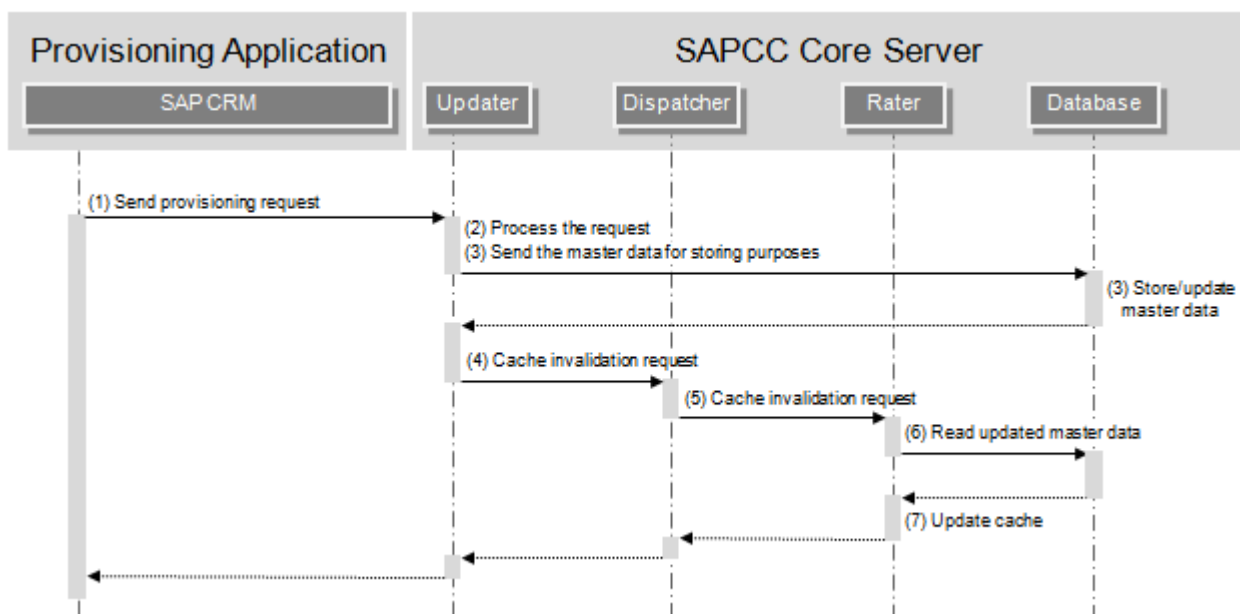 Provisioning Application
SAPCC Core Server
SAP CRM
Updater
Dispatcher
Rater
Database
(1) Send provisioning request
(2) Process the request
(3) Send the master data for storing purposes
(3) Store/update
master data
(4) Cache invalidation request
(5) Cache invalidation request
(6) Read updated master data
(7) Update cache